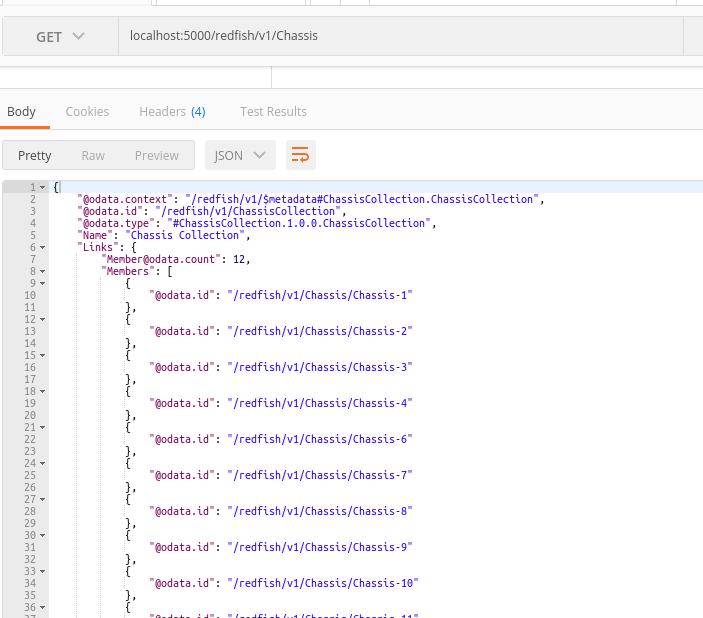 GET localhost:5000/redfish/v1/Chassis
Body Cookies Headers (4) Test Results
Pretty Raw Preview JSON
1 {
2 "@odata.context": "/redfish/v1/$metadata#ChassisCollection.ChassisCollection",
3 "@odata.id": "/redfish/v1/ChassisCollection",
4 "@odata.type": "#ChassisCollection.1.0.0.ChassisCollection",
5 "Name": "Chassis Collection",
6 "Links": {
7 "Member@odata.count": 12,
8 "Members": [
9 {
10 "@odata.id": "/redfish/v1/Chassis/Chassis-1"
11 },
12 {
13 "@odata.id": "/redfish/v1/Chassis/Chassis-2"
14 },
15 {
16 "@odata.id": "/redfish/v1/Chassis/Chassis-3"
17 },
18 {
19 "@odata.id": "/redfish/v1/Chassis/Chassis-4"
20 },
21 {
22 "@odata.id": "/redfish/v1/Chassis/Chassis-6"
23 },
24 {
25 "@odata.id": "/redfish/v1/Chassis/Chassis-7"
26 },
27 {
28 "@odata.id": "/redfish/v1/Chassis/Chassis-8"
29 },
30 {
31 "@odata.id": "/redfish/v1/Chassis/Chassis-9"
32 },
33 {
34 "@odata.id": "/redfish/v1/Chassis/Chassis-10"
35 },
36 {
37 "@odata.id": "/redfish/v1/Chassis/Chassis-11"